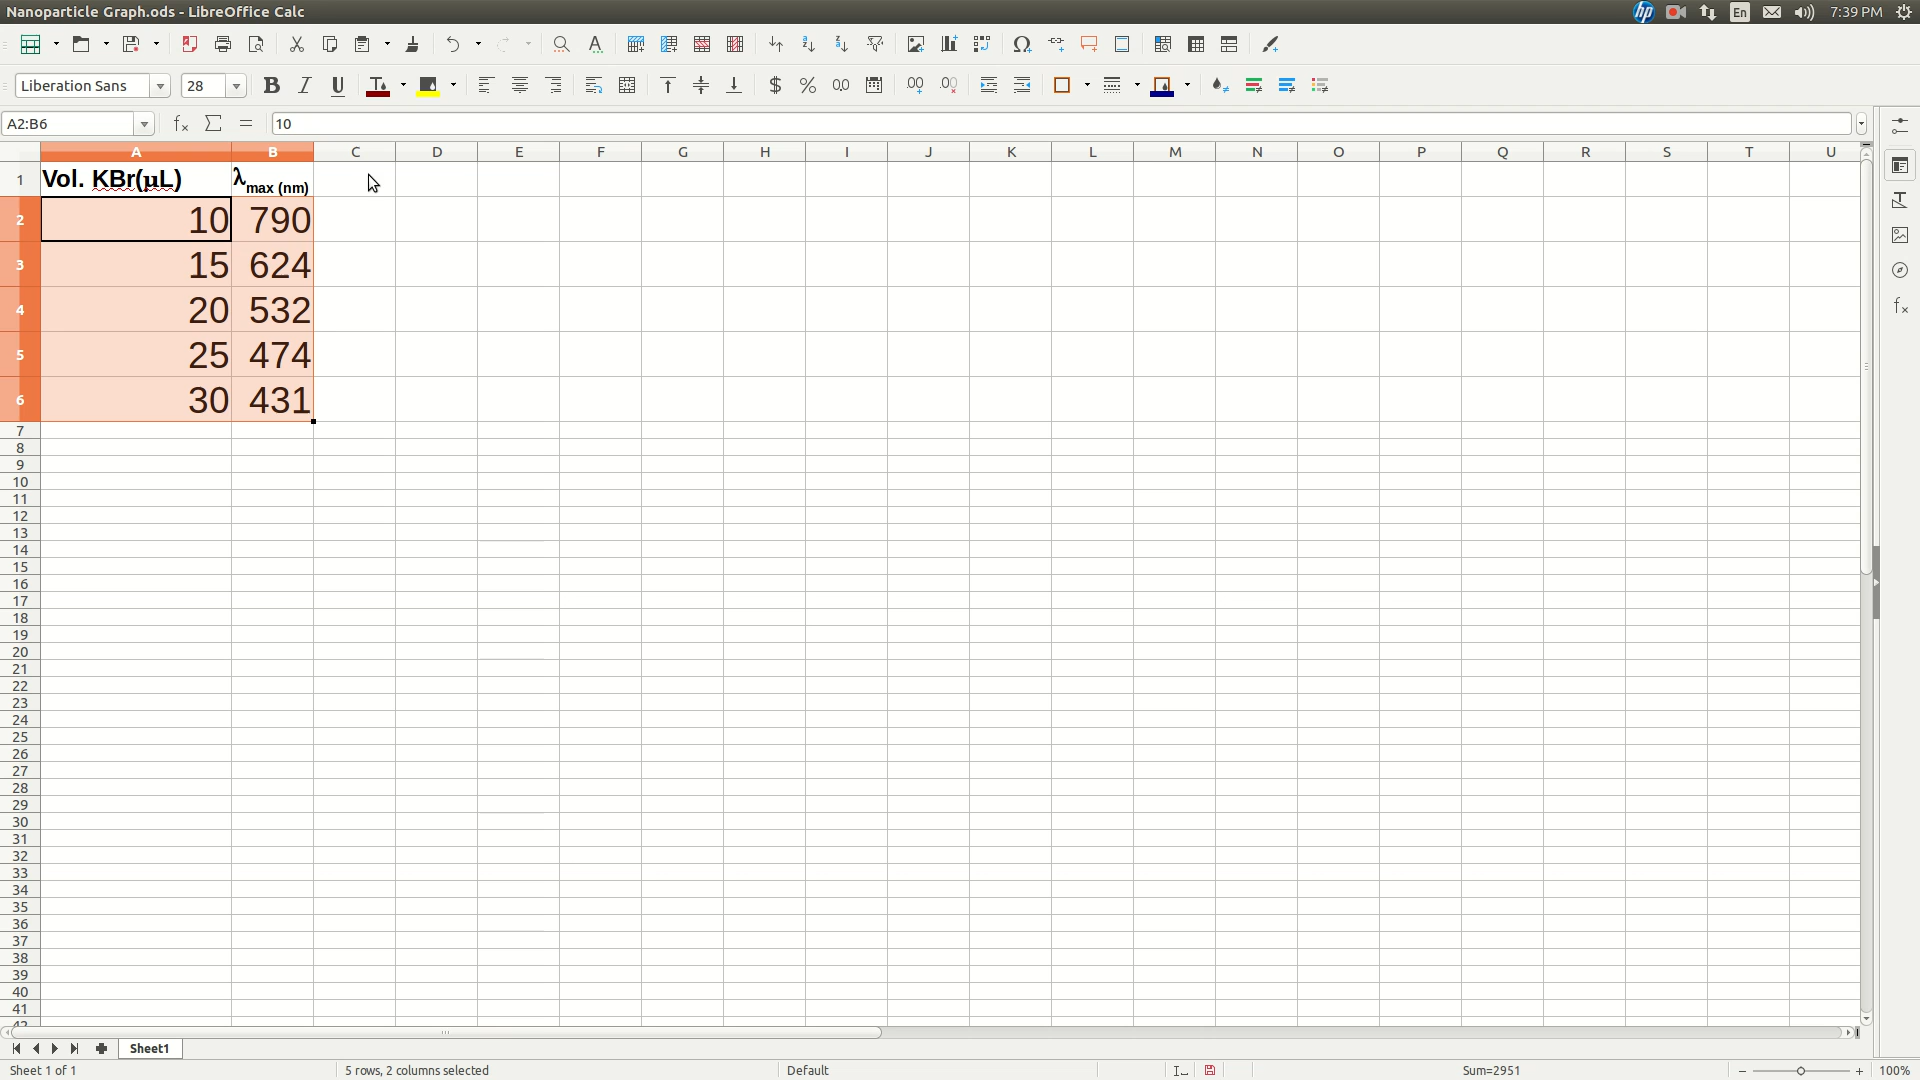 Nanoparticle Graph.ods - LibreOffice Calc
hp En 7:39 PM
Liberation Sans 28
A2:B6 10
A B C D E F G H I J K L M N O P Q R S T U
1 Vol. KBr(μL) λmax (nm)
2 10 790
3 15 624
4 20 532
5 25 474
6 30 431
7
8
9
10
11
12
13
14
15
16
17
18
19
20
21
22
23
24
25
26
27
28
29
30
31
32
33
34
35
36
37
38
39
40
41
42
Sheet1
Sheet 1 of 1 5 rows, 2 columns selected Default Sum=2951 100%